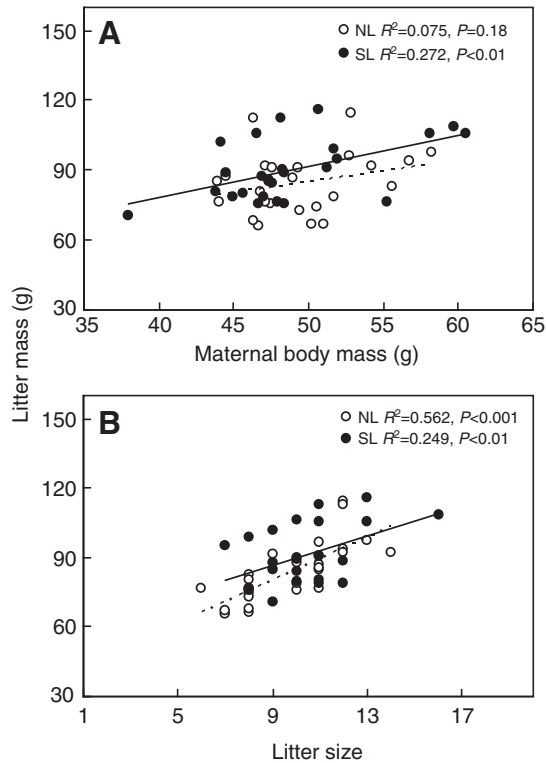 A
NL R²=0.075, P=0.18
SL R²=0.272, P<0.01
150
120
90
60
30
35 40 45 50 55 60 65
Maternal body mass (g)
Litter mass (g)
B
NL R²=0.562, P<0.001
SL R²=0.249, P<0.01
150
120
90
60
30
1 5 9 13 17
Litter size